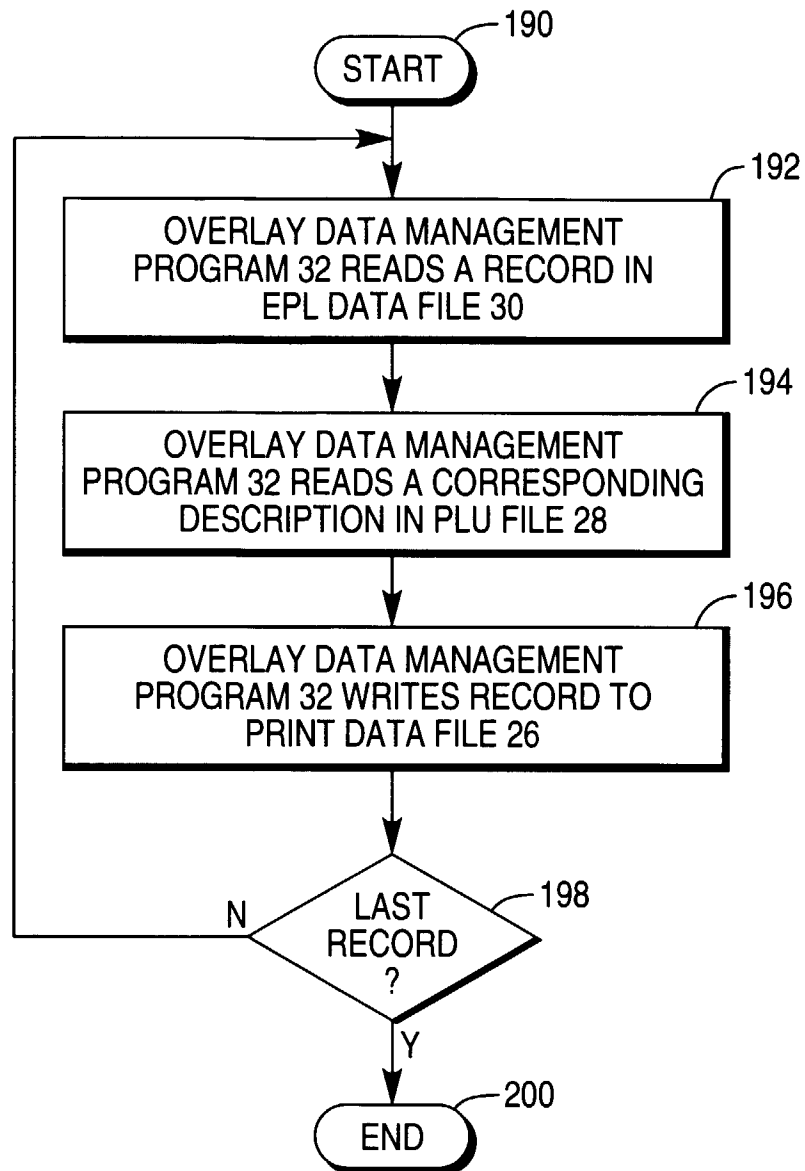 190
START
192
OVERLAY DATA MANAGEMENT
PROGRAM 32 READS A RECORD IN
EPL DATA FILE 30
194
OVERLAY DATA MANAGEMENT
PROGRAM 32 READS A CORRESPONDING
DESCRIPTION IN PLU FILE 28
196
OVERLAY DATA MANAGEMENT
PROGRAM 32 WRITES RECORD TO
PRINT DATA FILE 26
198
N
LAST
RECORD
?
Y
200
END